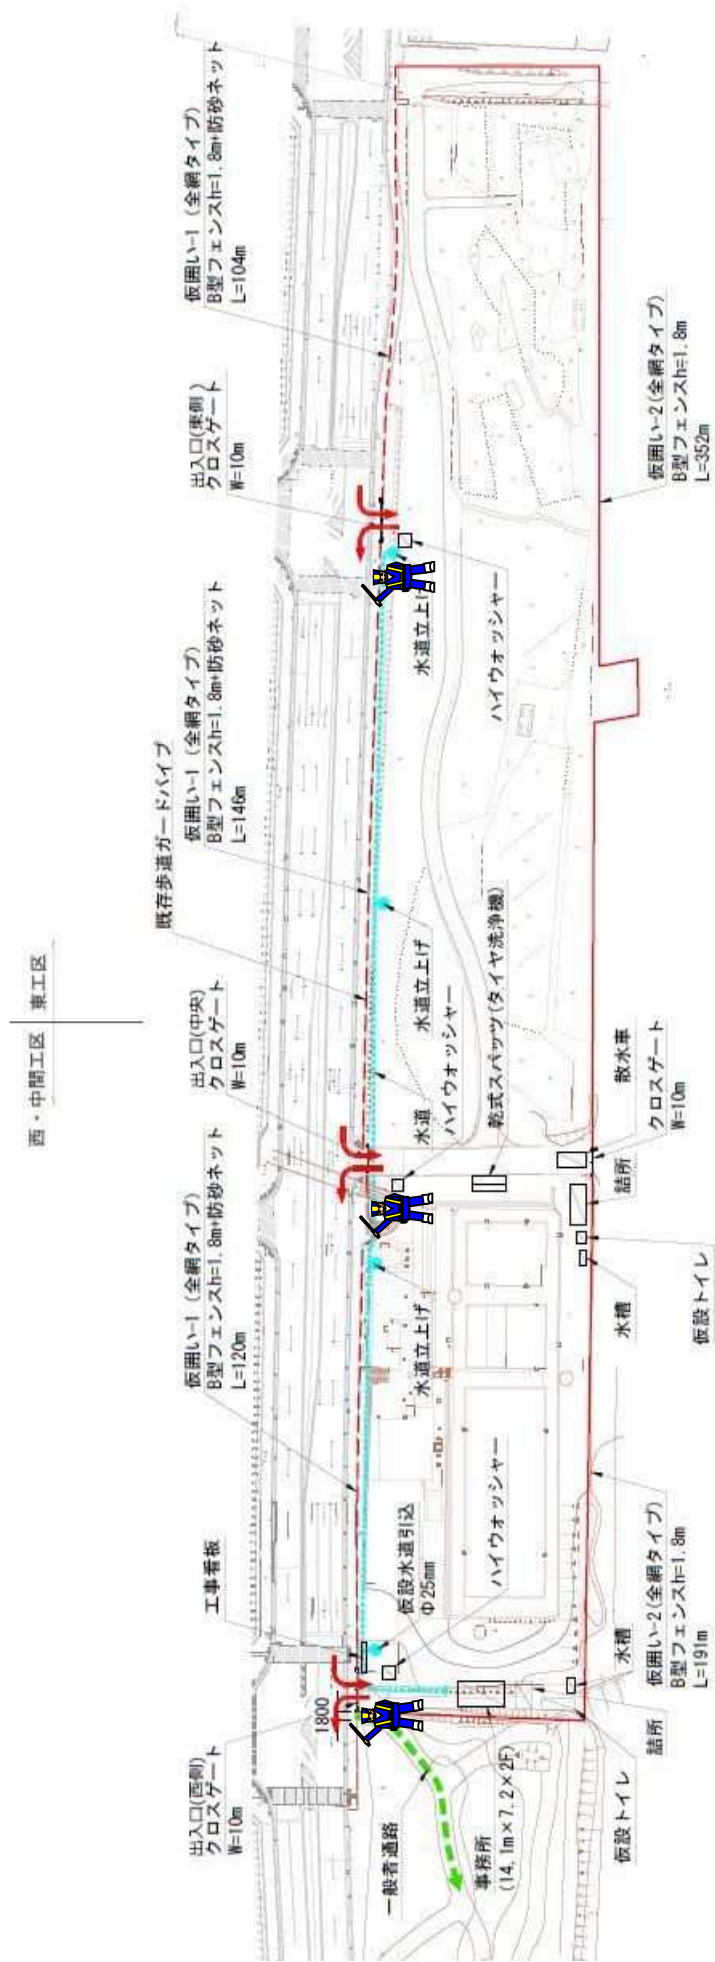 西・中間工区 東工区
仮囲い-1 (全網タイプ)
B型フェンスh=1.8m+防砂ネット
L=104m
出入口(東側)
クロスゲート
W=10m
仮囲い-1 (全網タイプ)
B型フェンスh=1.8m+防砂ネット
L=146m
既存歩道ガードパイプ
出入口(中央)
クロスゲート
W=10m
仮囲い-1 (全網タイプ)
B型フェンスh=1.8m+防砂ネット
L=120m
工事看板
出入口(西側)
クロスゲート
W=10m
1800
水道立上げ
ハイウォッシャー
仮囲い-2(全網タイプ)
B型フェンスh=1.8m
L=352m
水道
水道立上げ
ハイウォッシャー
乾式スパッツ(タイヤ洗浄機)
散水車
クロスゲート
W=10m
詰所
仮設トイレ
水槽
水道立上げ
ハイウォッシャー
仮設水道引込
Φ25mm
仮囲い-2(全網タイプ)
B型フェンスh=1.8m
L=191m
水槽
詰所
仮設トイレ
事務所
(14.1m×7.2×2F)
一般者通路